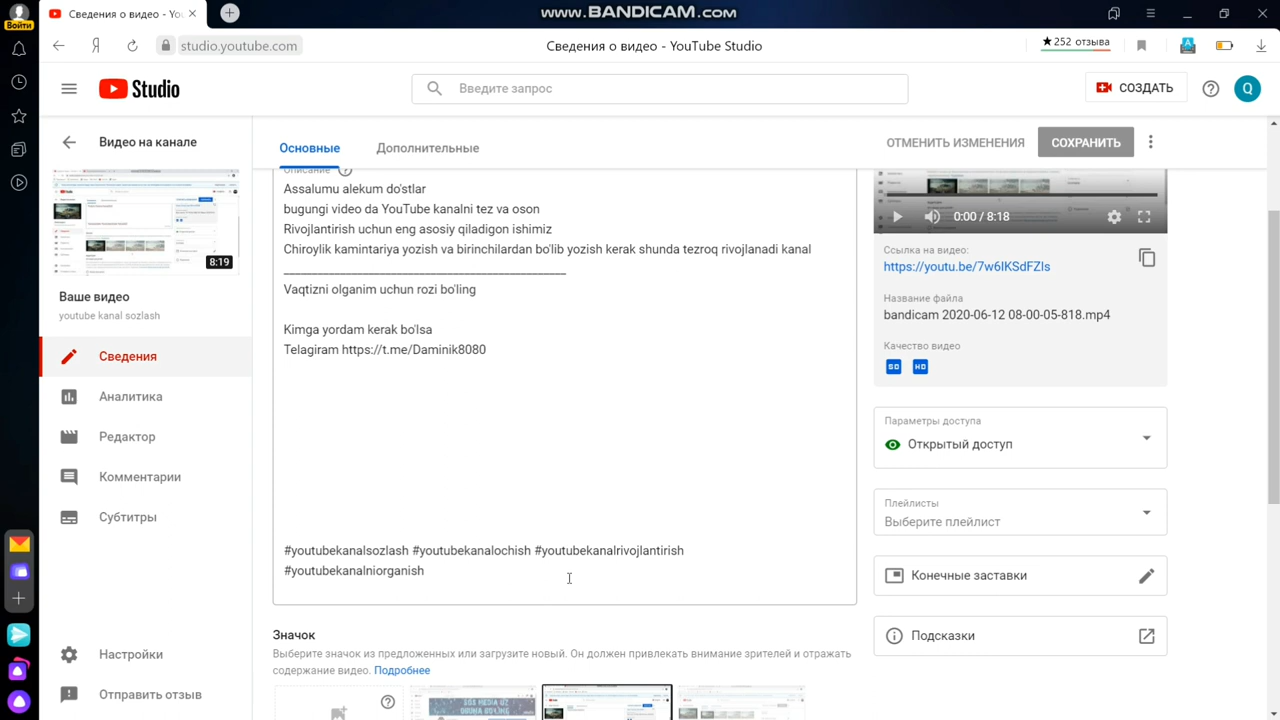 Войти
Сведения о видео - You
www.BANDICAM.com
studio.youtube.com
Сведения о видео - YouTube Studio
★252 отзыва
Studio
Введите запрос
СОЗДАТЬ
Q
Видео на канале
Основные
Дополнительные
ОТМЕНИТЬ ИЗМЕНЕНИЯ
СОХРАНИТЬ
8:19
Ваше видео
youtube kanal sozlash
Сведения
Аналитика
Редактор
Комментарии
Субтитры
Настройки
Отправить отзыв
Описание
Assalumu alekum do'stlar
bugungi video da YouTube kanalni tez va oson
Rivojlantirish uchun eng asosiy qiladigon ishimiz
Chiroylik kamintariya yozish va birinchilardan bo'lib yozish kerak shunda tezroq rivojlandi kanal
Vaqtizni olganim uchun rozi bo'ling
Kimga yordam kerak bo'lsa
Telagiram https://t.me/Daminik8080
#youtubekanalsozlash #youtubekanalochish #youtubekanalrivojlantirish
#youtubekanalniorganish
Значок
Выберите значок из предложенных или загрузите новый. Он должен привлекать внимание зрителей и отражать
содержание видео. Подробнее
0:00 / 8:18
Ссылка на видео:
https://youtu.be/7w6IKSdFZIs
Название файла
bandicam 2020-06-12 08-00-05-818.mp4
Качество видео
SD HD
Параметры доступа
Открытый доступ
Плейлисты
Выберите плейлист
Конечные заставки
Подсказки